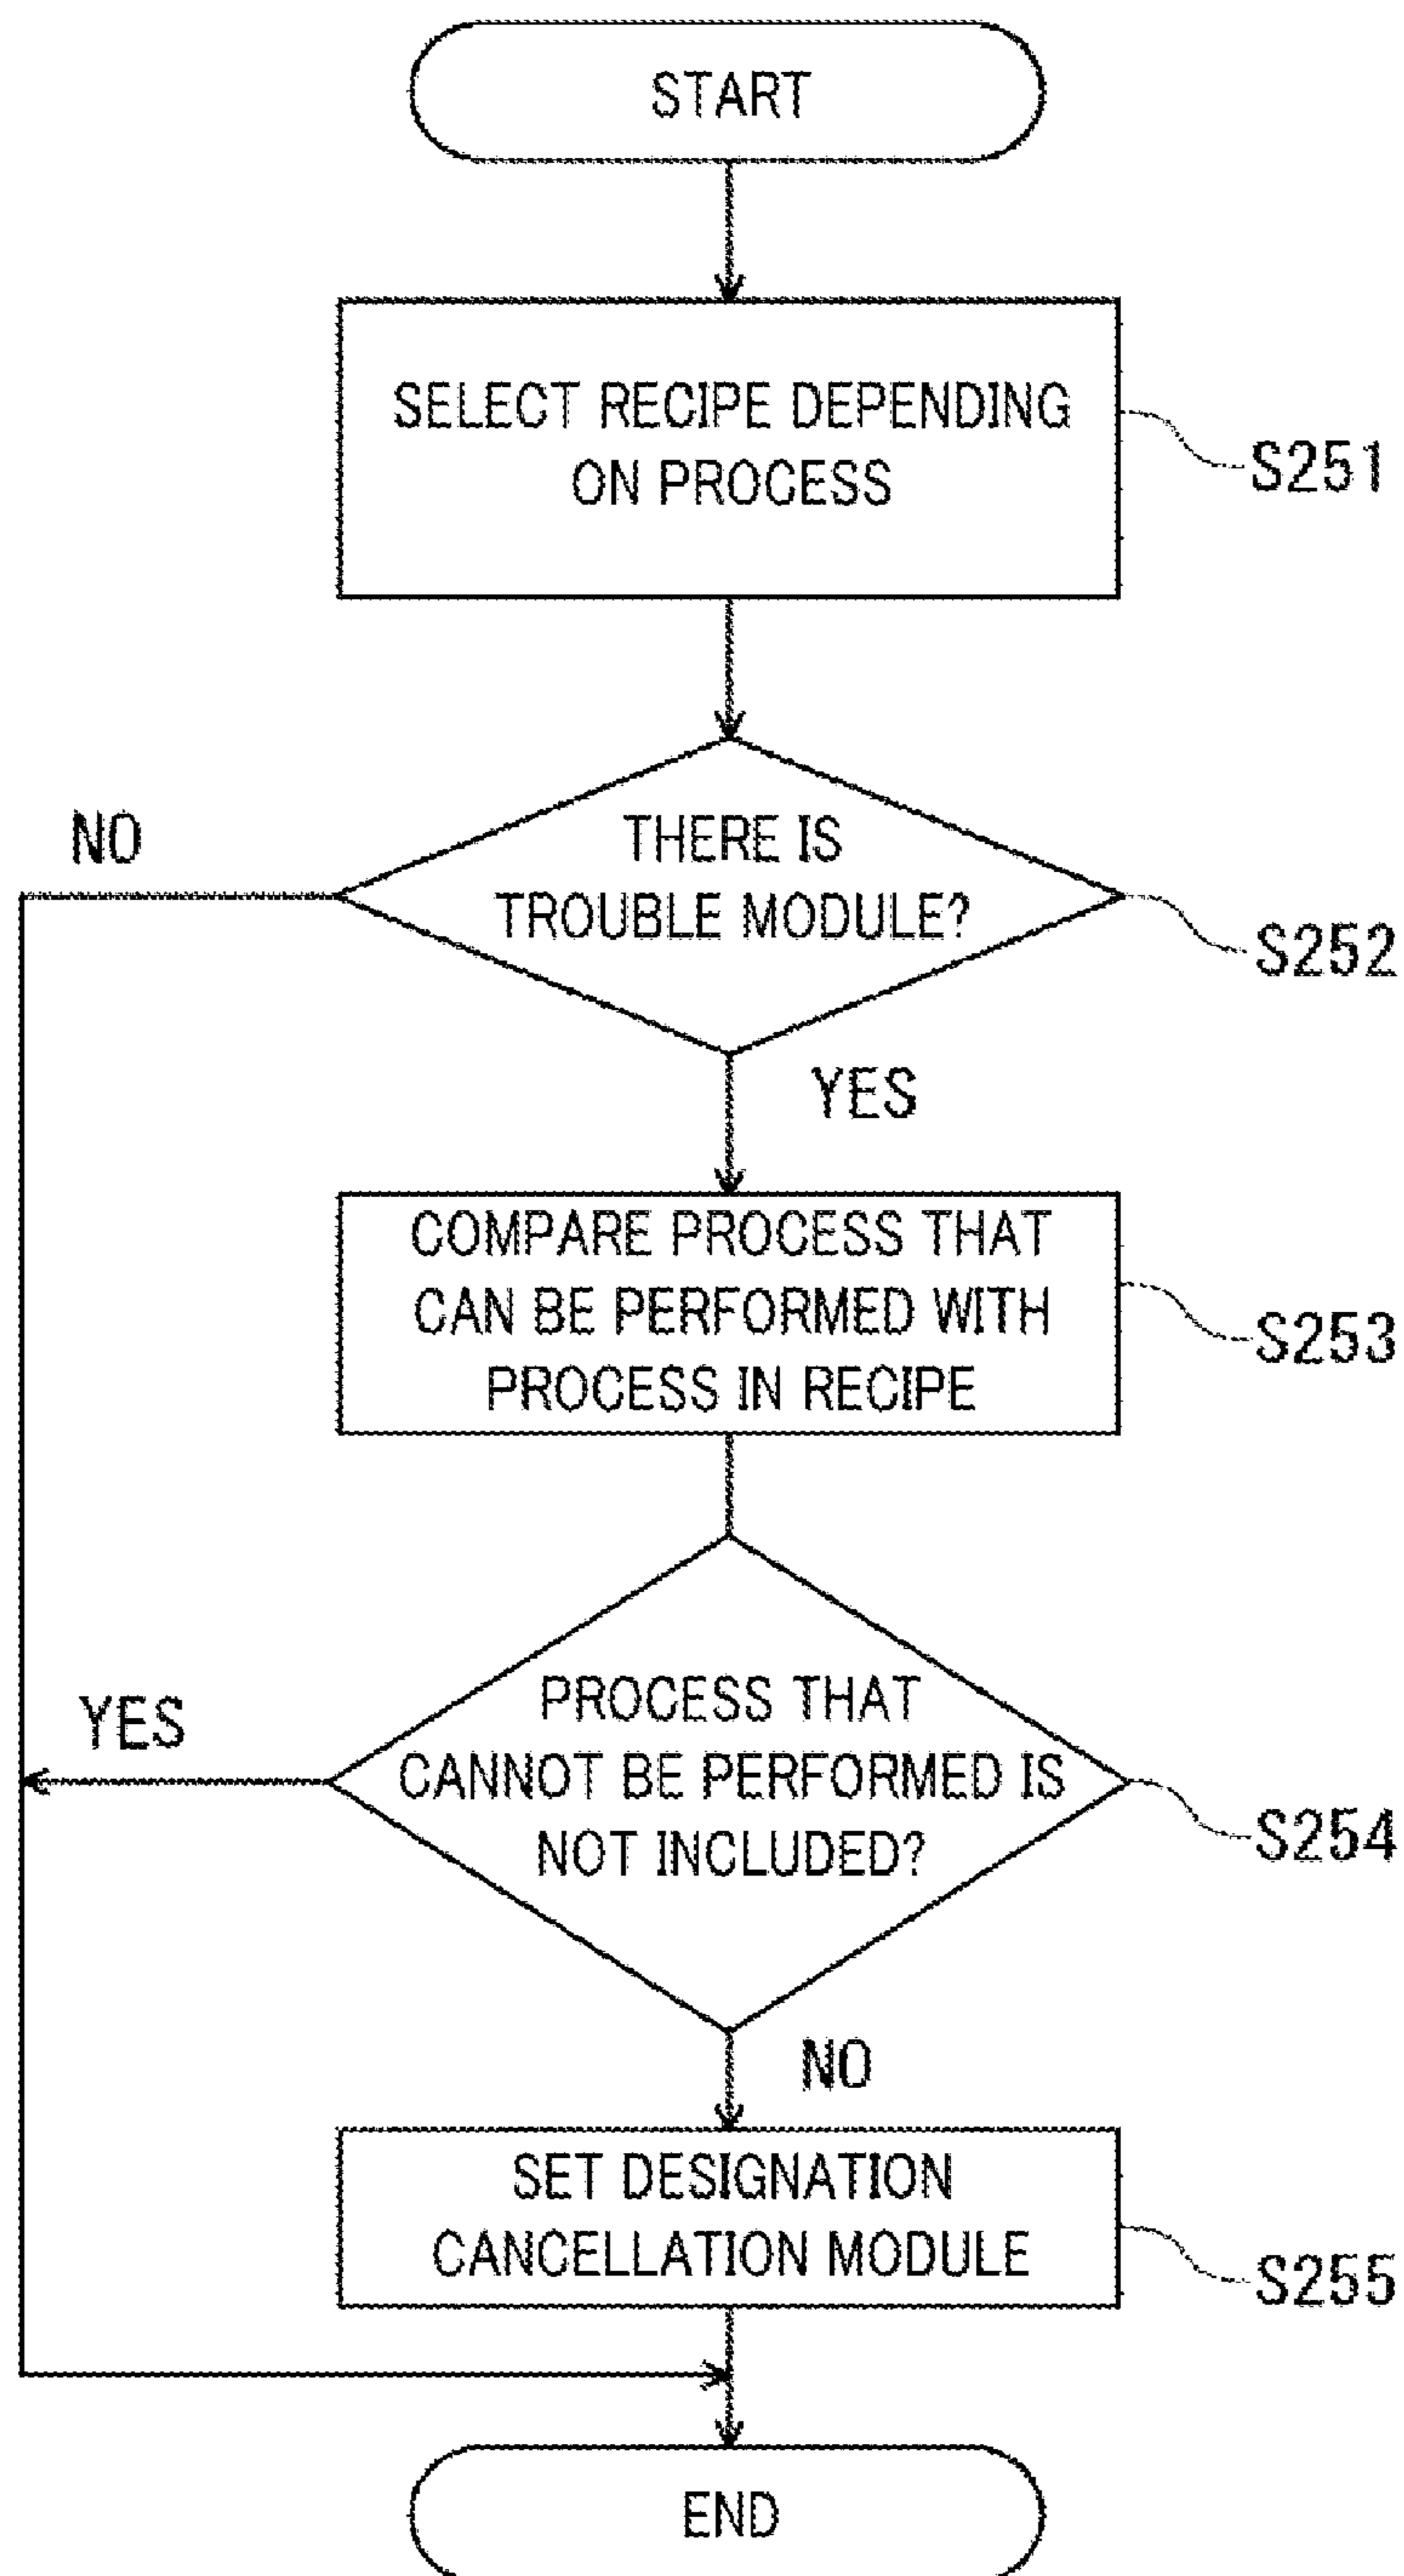 START
SELECT RECIPE DEPENDING
ON PROCESS
S251
THERE IS
TROUBLE MODULE?
NO
S252
YES
COMPARE PROCESS THAT
CAN BE PERFORMED WITH
PROCESS IN RECIPE
S253
PROCESS THAT
CANNOT BE PERFORMED IS
NOT INCLUDED?
YES
S254
NO
SET DESIGNATION
CANCELLATION MODULE
S255
END